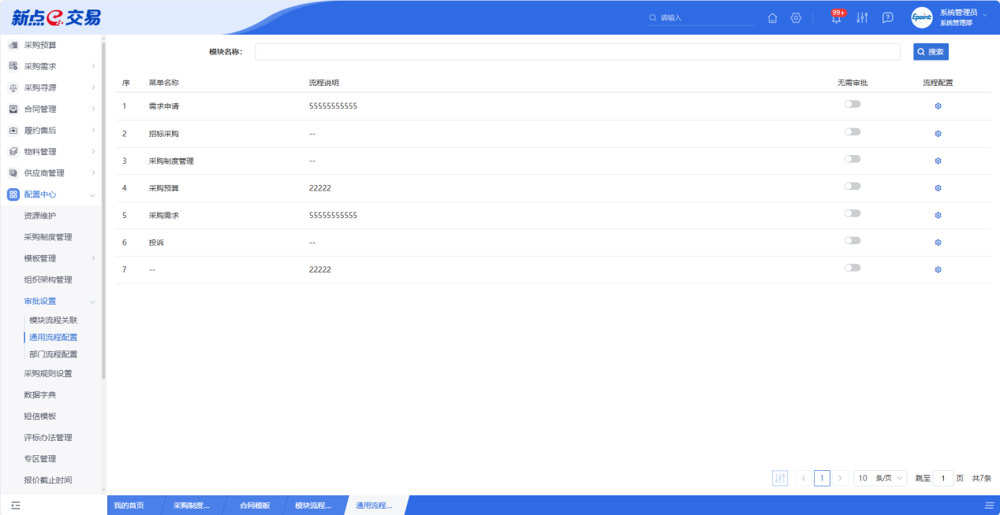 新点e交易
请输入
99+
Epoint
系统管理员
系统管理部
采购预算
采购需求
采购寻源
合同管理
履约售后
物料管理
供应商管理
配置中心
资源维护
采购制度管理
模板管理
组织架构管理
审批设置
模块流程关联
通用流程配置
部门流程配置
采购规则设置
数据字典
短信模板
评标办法管理
专区管理
报价截止时间
模块名称: 搜索
序 菜单名称 流程说明 无需审批 流程配置
1 需求申请 55555555555
2 招标采购 --
3 采购制度管理 --
4 采购预算 22222
5 采购需求 55555555555
6 投诉 --
7 -- 22222
1 10 条/页 跳至 1 页 共7条
我的首页 采购制度... 合同模板 模块流程... 通用流程...